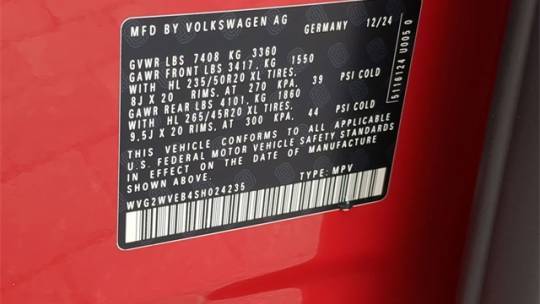 MFD BY VOLKSWAGEN AG GERMANY 12/24
GVWR LBS 7408 KG 3360
GAWR FRONT LBS 3417, KG 1550
WITH HL 235/50R20 XL TIRES,
8J X 20 RIMS, AT 270 KPA, 39 PSI COLD
GAWR REAR LBS 4101, KG 1860
WITH HL 265/45R20 XL TIRES,
9,5J X 20 RIMS, AT 300 KPA, 44 PSI COLD
THIS VEHICLE CONFORMS TO ALL APPLICABLE
U.S. FEDERAL MOTOR VEHICLE SAFETY STANDARDS
IN EFFECT ON THE DATE OF MANUFACTURE
SHOWN ABOVE.
WVG2WVEB4SH024235 TYPE: MPV
5116124 U005 0